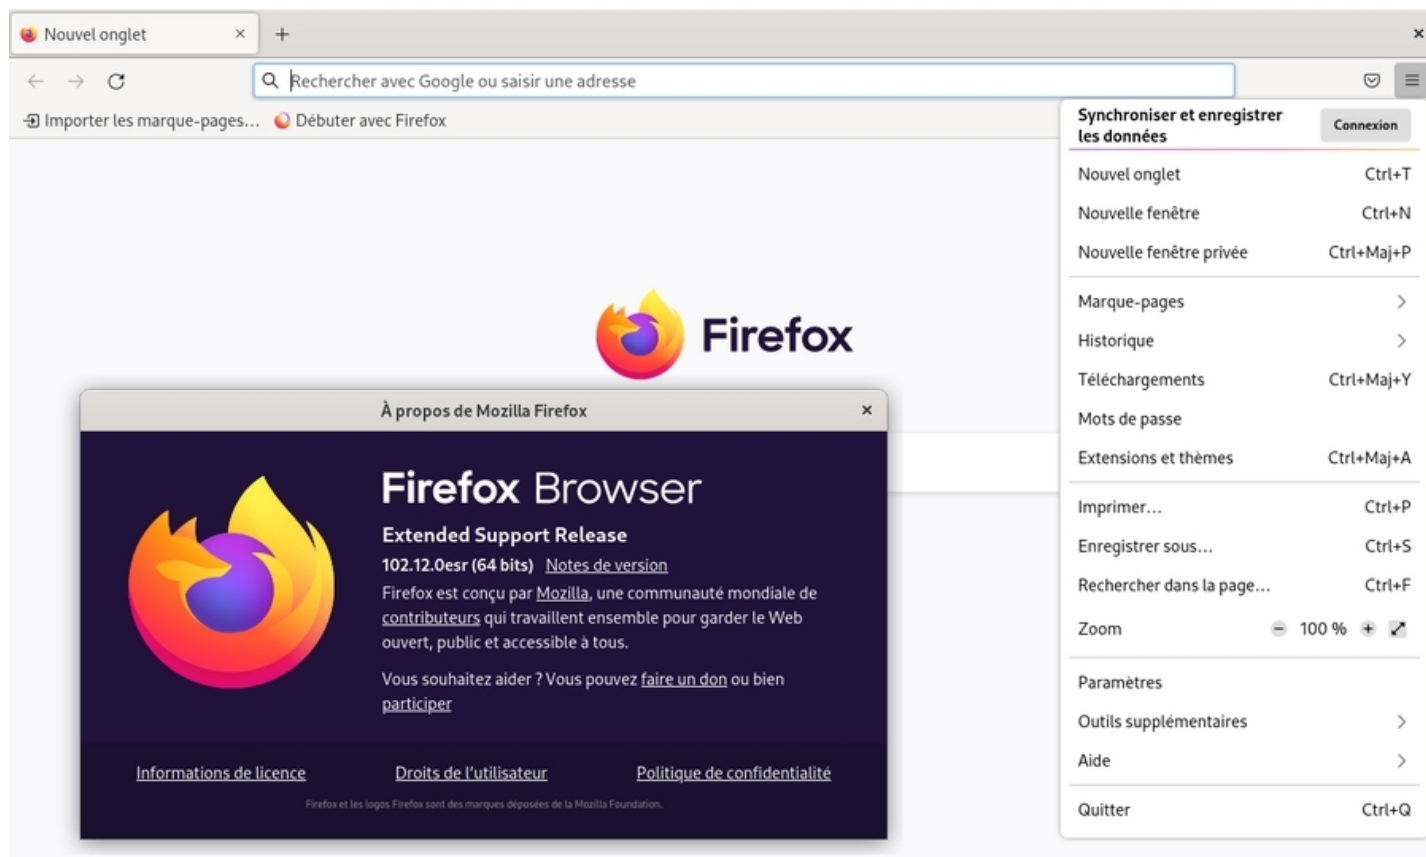 Nouvel onglet
Rechercher avec Google ou saisir une adresse
Importer les marque-pages... Débuter avec Firefox
Firefox
À propos de Mozilla Firefox
Firefox Browser
Extended Support Release
102.12.0esr (64 bits) Notes de version
Firefox est conçu par Mozilla, une communauté mondiale de
contributeurs qui travaillent ensemble pour garder le Web
ouvert, public et accessible à tous.
Vous souhaitez aider ? Vous pouvez faire un don ou bien
participer
Informations de licence Droits de l'utilisateur Politique de confidentialité
Firefox et les logos Firefox sont des marques déposées de la Mozilla Foundation.
Synchroniser et enregistrer
les données
Connexion
Nouvel onglet Ctrl+T
Nouvelle fenêtre Ctrl+N
Nouvelle fenêtre privée Ctrl+Maj+P
Marque-pages
Historique
Téléchargements Ctrl+Maj+Y
Mots de passe
Extensions et thèmes Ctrl+Maj+A
Imprimer... Ctrl+P
Enregistrer sous... Ctrl+S
Rechercher dans la page... Ctrl+F
Zoom 100 %
Paramètres
Outils supplémentaires
Aide
Quitter Ctrl+Q